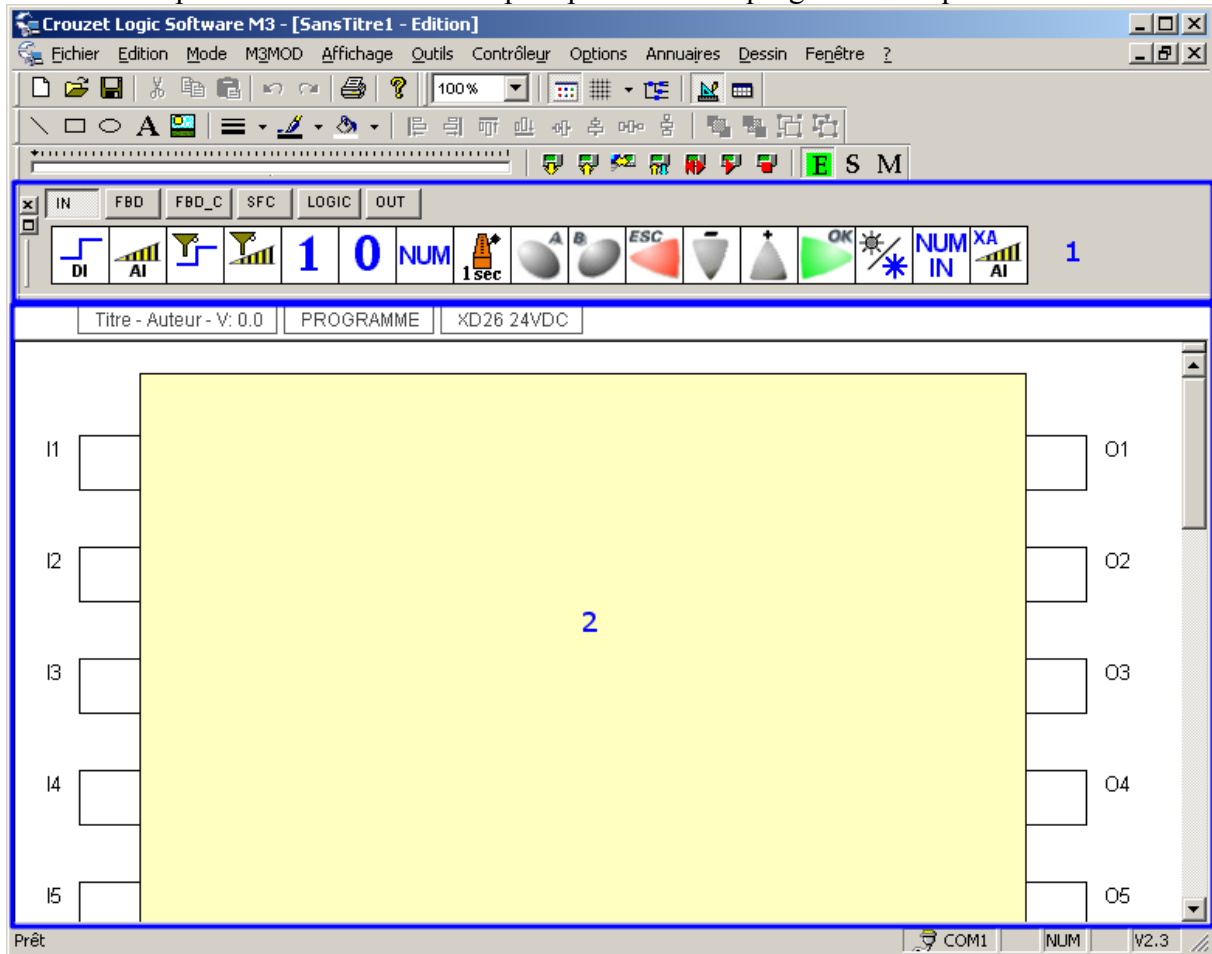 Crouzet Logic Software M3 - [SansTitre1 - Edition]
Fichier Edition Mode M3MOD Affichage Outils Contrôleur Options Annuaires Dessin Fenêtre ?
100%
A
E S M
IN FBD FBD_C SFC LOGIC OUT
DI AI 1 0 NUM 1 sec A B ESC - + OK NUM IN XA AI 1
Titre - Auteur - V: 0.0 PROGRAMME XD26 24VDC
I1 O1
I2 O2
2
I3 O3
I4 O4
I5 O5
Prêt COM1 NUM V2.3